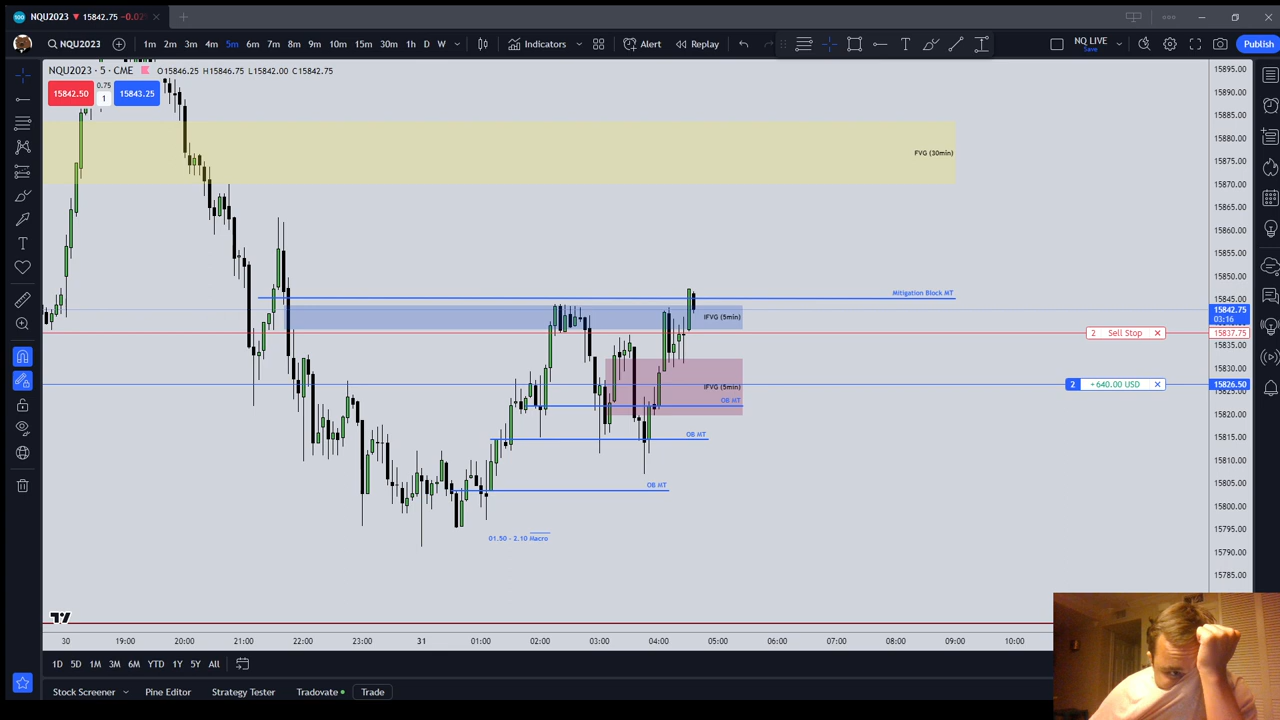 100 NQU2023 ▼ 15842.75 -0.02%
NQU2023 1m 2m 3m 4m 5m 6m 7m 8m 9m 10m 15m 30m 1h D W Indicators Alert Replay NQ LIVE Save Publish
NQU2023 · 5 · CME O15846.25 H15846.75 L15842.00 C15842.75
15842.50 0.75 1 15843.25
15895.00
15890.00
15885.00
15880.00
FVG (30min)
15875.00
15870.00
15865.00
15860.00
15855.00
15850.00
Mitigation Block MT
15845.00
15842.75
IFVG (5min)
03:16
2 Sell Stop × 15837.75
15835.00
15830.00
2 +640.00 USD × 15826.50
IFVG (5min)
15825.00
OB MT
15820.00
OB MT
15815.00
15810.00
OB MT
15805.00
15800.00
15795.00
01.50 - 2.10 Macro
15790.00
15785.00
30 19:00 20:00 21:00 22:00 23:00 31 01:00 02:00 03:00 04:00 05:00 06:00 07:00 08:00 09:00 10:00
1D 5D 1M 3M 6M YTD 1Y 5Y All
Stock Screener Pine Editor Strategy Tester Tradovate Trade